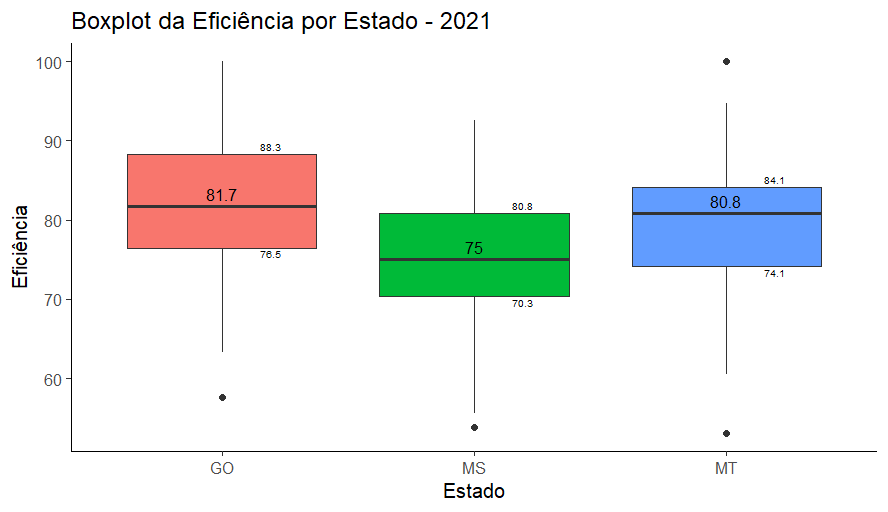 Boxplot da Eficiência por Estado - 2021
Eficiência
100
90
80
70
60
88.3
81.7
76.5
80.8
75
70.3
84.1
80.8
74.1
GO
MS
MT
Estado